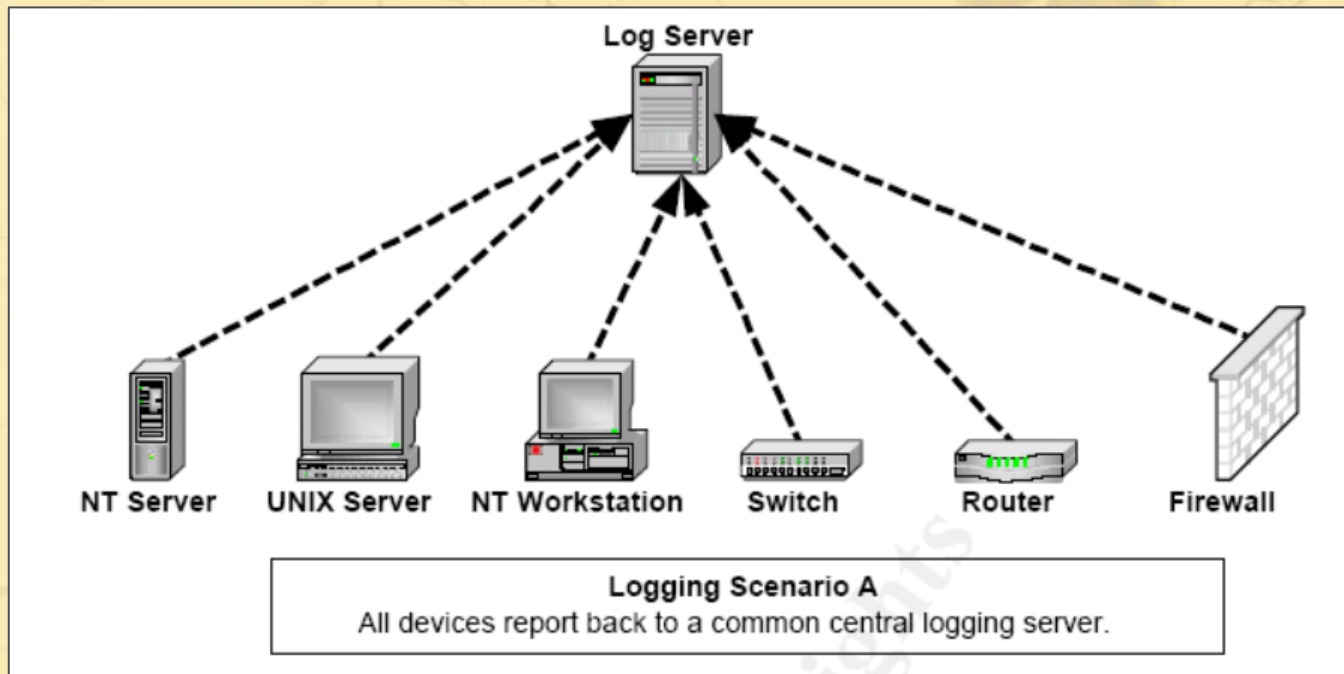 Log Server
NT Server
UNIX Server
NT Workstation
Switch
Router
Firewall
Logging Scenario A
All devices report back to a common central logging server.
ights